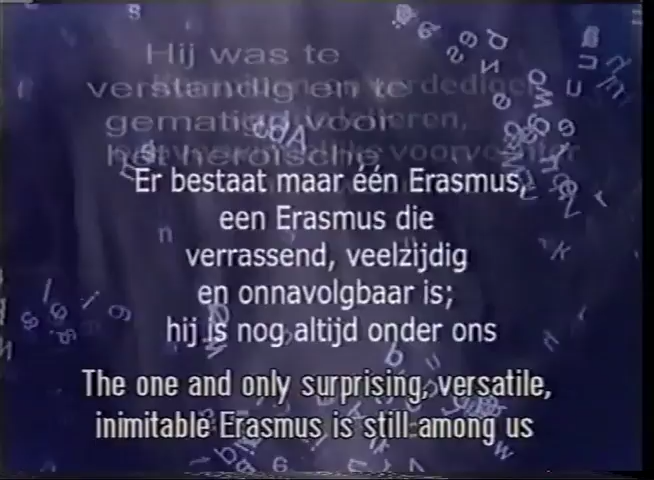 Hij was te
verstandig en te
gematigd voor
het heroïsche
Er bestaat maar één Erasmus,
een Erasmus die
verrassend, veelzijdig
en onnavolgbaar is;
hij is nog altijd onder ons
The one and only surprising, versatile,
inimitable Erasmus is still among us